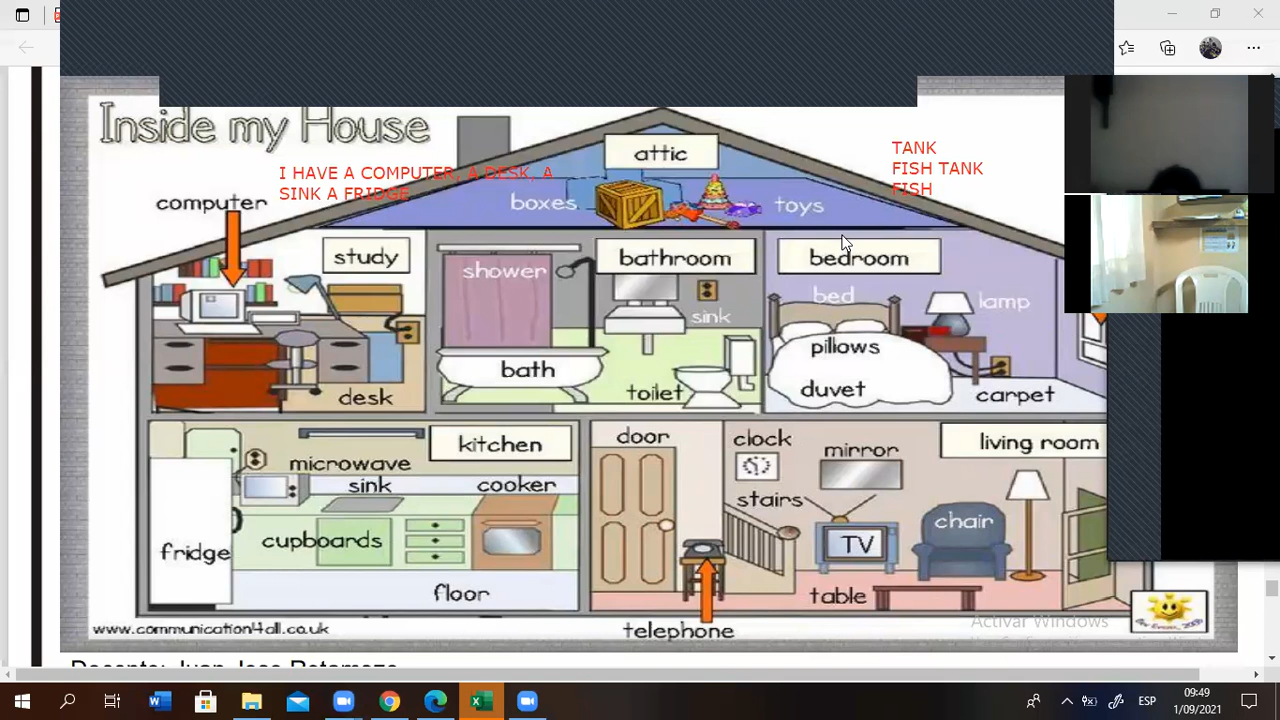 Inside my House
I HAVE A COMPUTER, A DESK, A
SINK A FRIDGE
TANK
FISH TANK
FISH
attic
boxes
toys
computer
study
shower
bathroom
bedroom
bed
lamp
sink
bath
pillows
duvet
toilet
desk
carpet
kitchen
door
clock
mirror
living room
microwave
sink
cooker
stairs
chair
cupboards
TV
fridge
floor
table
www.communication4all.co.uk
telephone
Activar Windows
ESP
09:49
1/09/2021